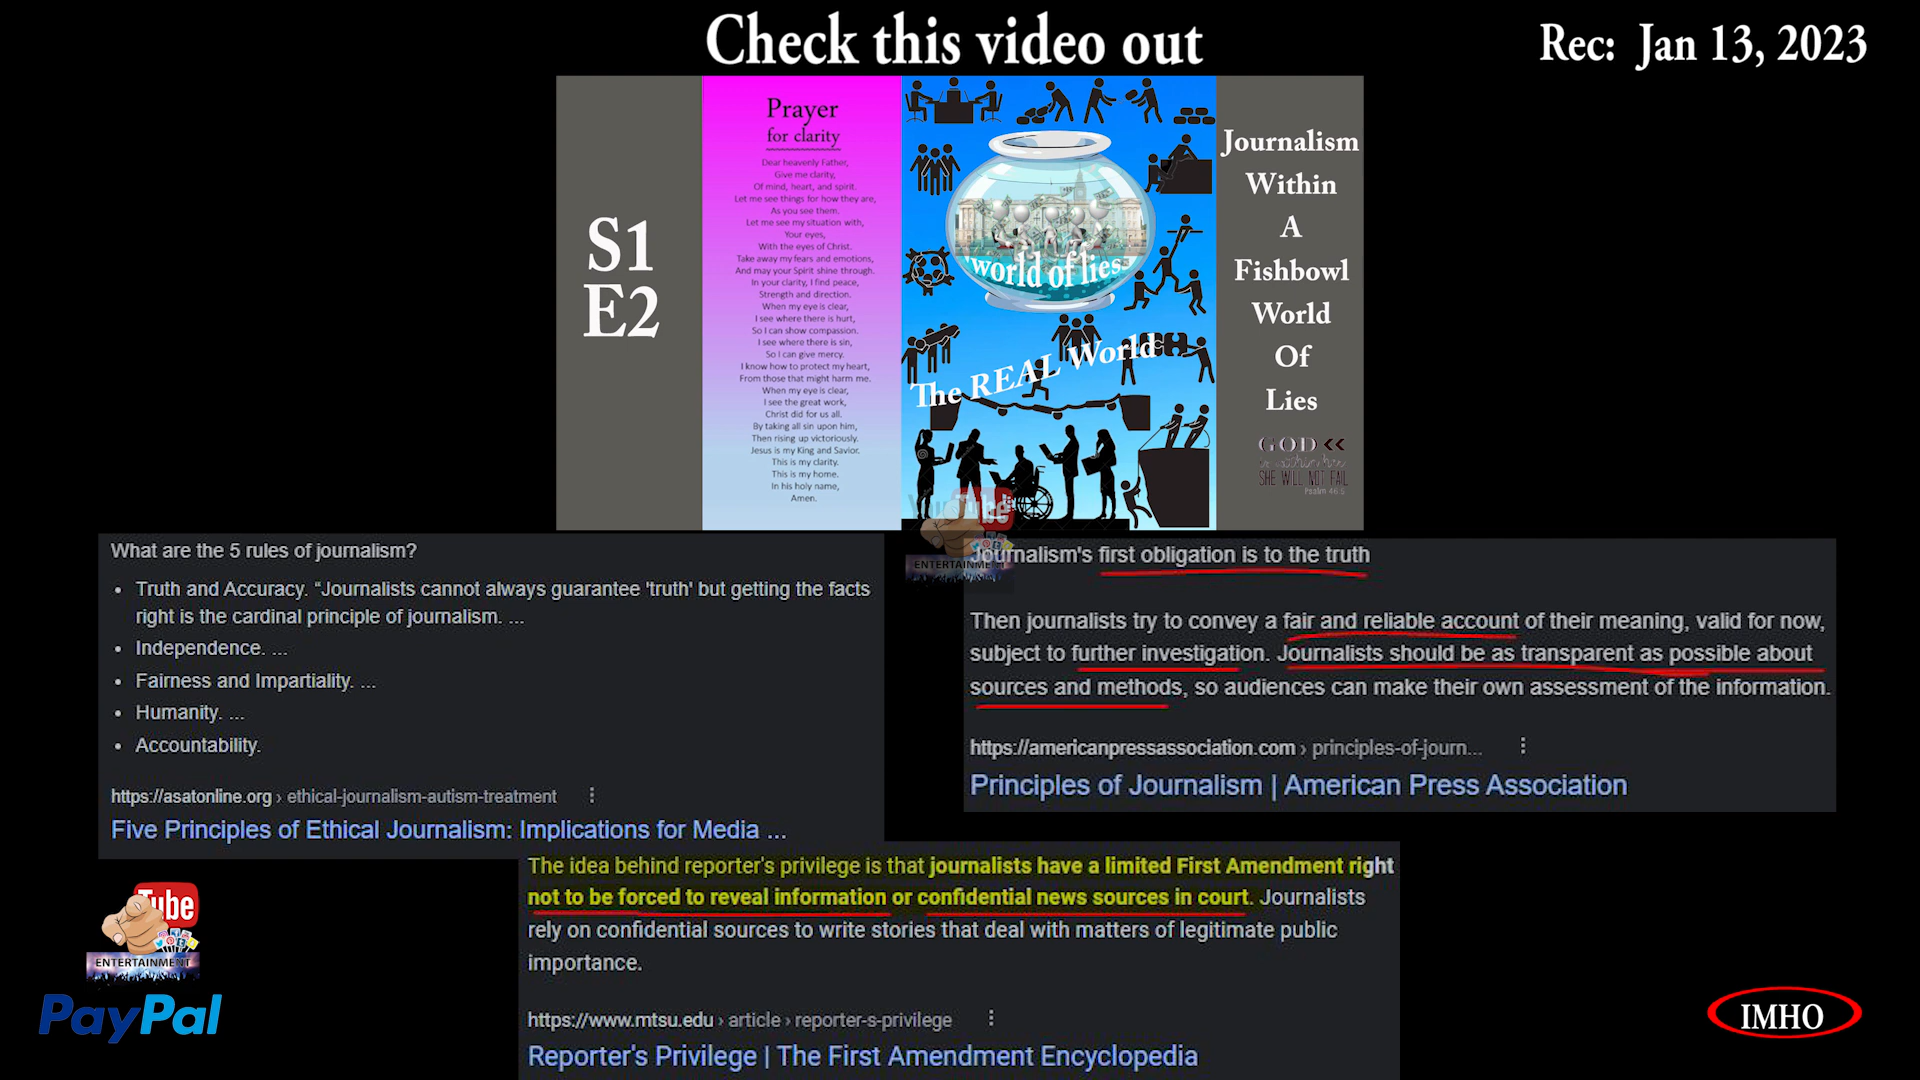 Check this video out
Rec: Jan 13, 2023
S1
E2
Prayer
for clarity
Dear heavenly Father,
Give me clarity,
Of mind, heart, and spirit.
Let me see things for how they are,
As you see them.
Let me see my situation with,
Your eyes,
With the eyes of Christ.
Take away my fears and emotions,
And may your Spirit shine through.
In your clarity, I find peace,
Strength and direction.
When my eye is clear,
I see where there is hurt,
So I can show compassion.
I see where there is sin,
So I can give mercy.
I know how to protect my heart,
From those that might harm me.
When my eye is clear,
I see the great work,
Christ did for us all.
By taking all sin upon him,
Then rising up victoriously.
Jesus is my King and Savior.
This is my clarity.
This is my home.
In his holy name,
Amen.
world of lies
The REAL World
Journalism
Within
A
Fishbowl
World
Of
Lies
GOD <<
is within her
SHE WILL NOT FAIL
Psalm 46:5
YouTube
ENTERTAINMENT
What are the 5 rules of journalism?
• Truth and Accuracy. “Journalists cannot always guarantee 'truth' but getting the facts
right is the cardinal principle of journalism. ...
• Independence. ...
• Fairness and Impartiality. ...
• Humanity. ...
• Accountability.
https://asatonline.org › ethical-journalism-autism-treatment
Five Principles of Ethical Journalism: Implications for Media ...
Journalism's first obligation is to the truth
Then journalists try to convey a fair and reliable account of their meaning, valid for now,
subject to further investigation. Journalists should be as transparent as possible about
sources and methods, so audiences can make their own assessment of the information.
https://americanpressassociation.com › principles-of-journ...
Principles of Journalism | American Press Association
The idea behind reporter's privilege is that journalists have a limited First Amendment right
not to be forced to reveal information or confidential news sources in court. Journalists
rely on confidential sources to write stories that deal with matters of legitimate public
importance.
https://www.mtsu.edu › article › reporter-s-privilege
Reporter's Privilege | The First Amendment Encyclopedia
Tube
ENTERTAINMENT
PayPal
IMHO